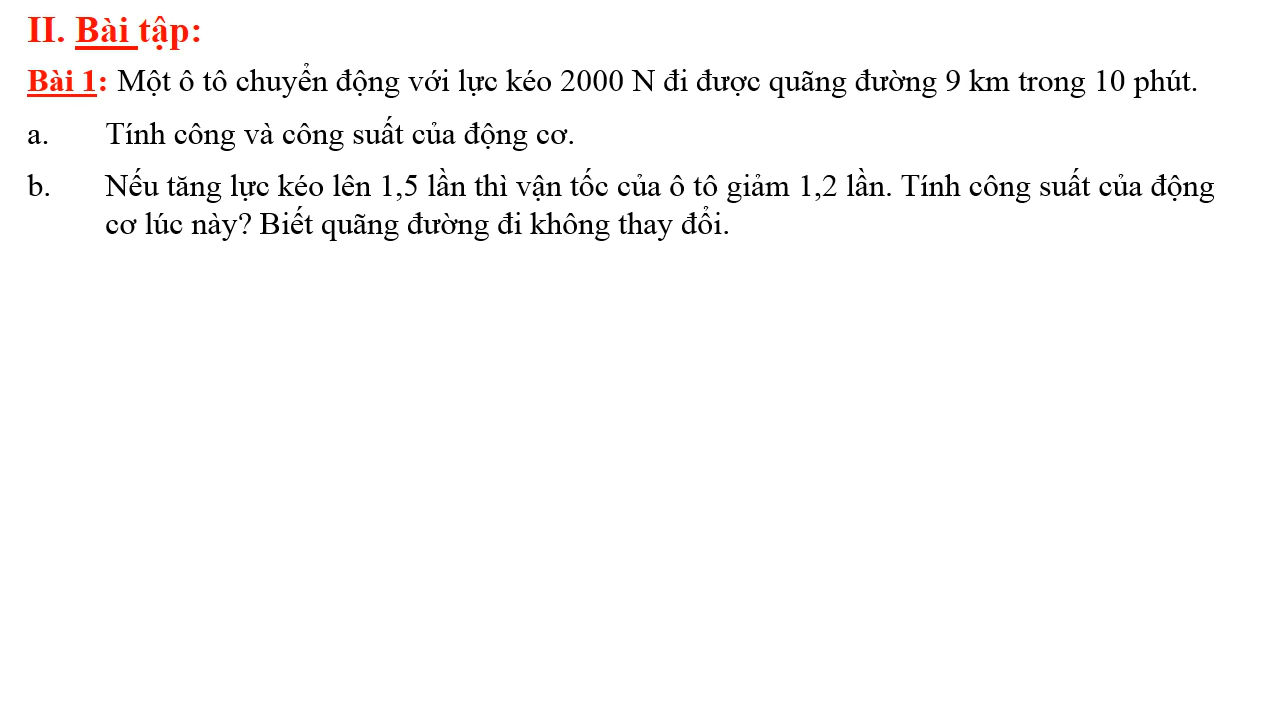 II. Bài tập:
Bài 1: Một ô tô chuyển động với lực kéo 2000 N đi được quãng đường 9 km trong 10 phút.
a. Tính công và công suất của động cơ.
b. Nếu tăng lực kéo lên 1,5 lần thì vận tốc của ô tô giảm 1,2 lần. Tính công suất của động
cơ lúc này? Biết quãng đường đi không thay đổi.